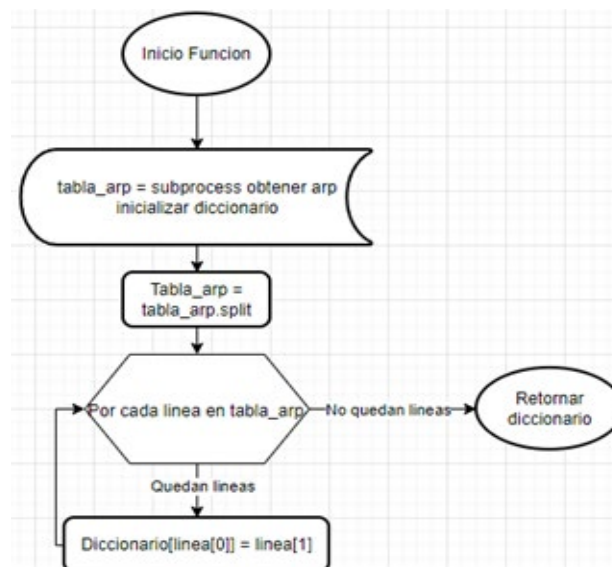 Inicio Funcion
tabla_arp = subprocess obtener arp
inicializar diccionario
Tabla_arp =
tabla_arp.split
Por cada linea en tabla_arp
No quedan lineas
Retornar
diccionario
Quedan lineas
Diccionario[linea[0]] = linea[1]